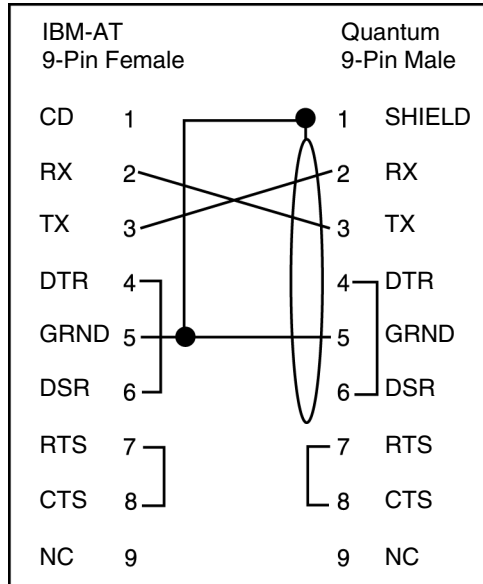 IBM-AT Quantum
9-Pin Female 9-Pin Male
CD 1 1 SHIELD
RX 2 2 RX
TX 3 3 TX
DTR 4 4 DTR
GRND 5 5 GRND
DSR 6 6 DSR
RTS 7 7 RTS
CTS 8 8 CTS
NC 9 9 NC